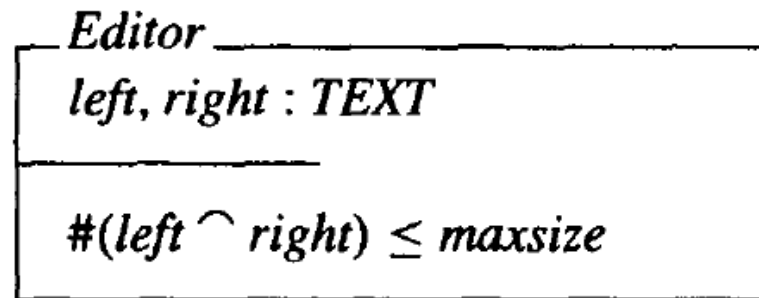 Editor
left, right : TEXT
#(left ⌢ right) ≤ maxsize